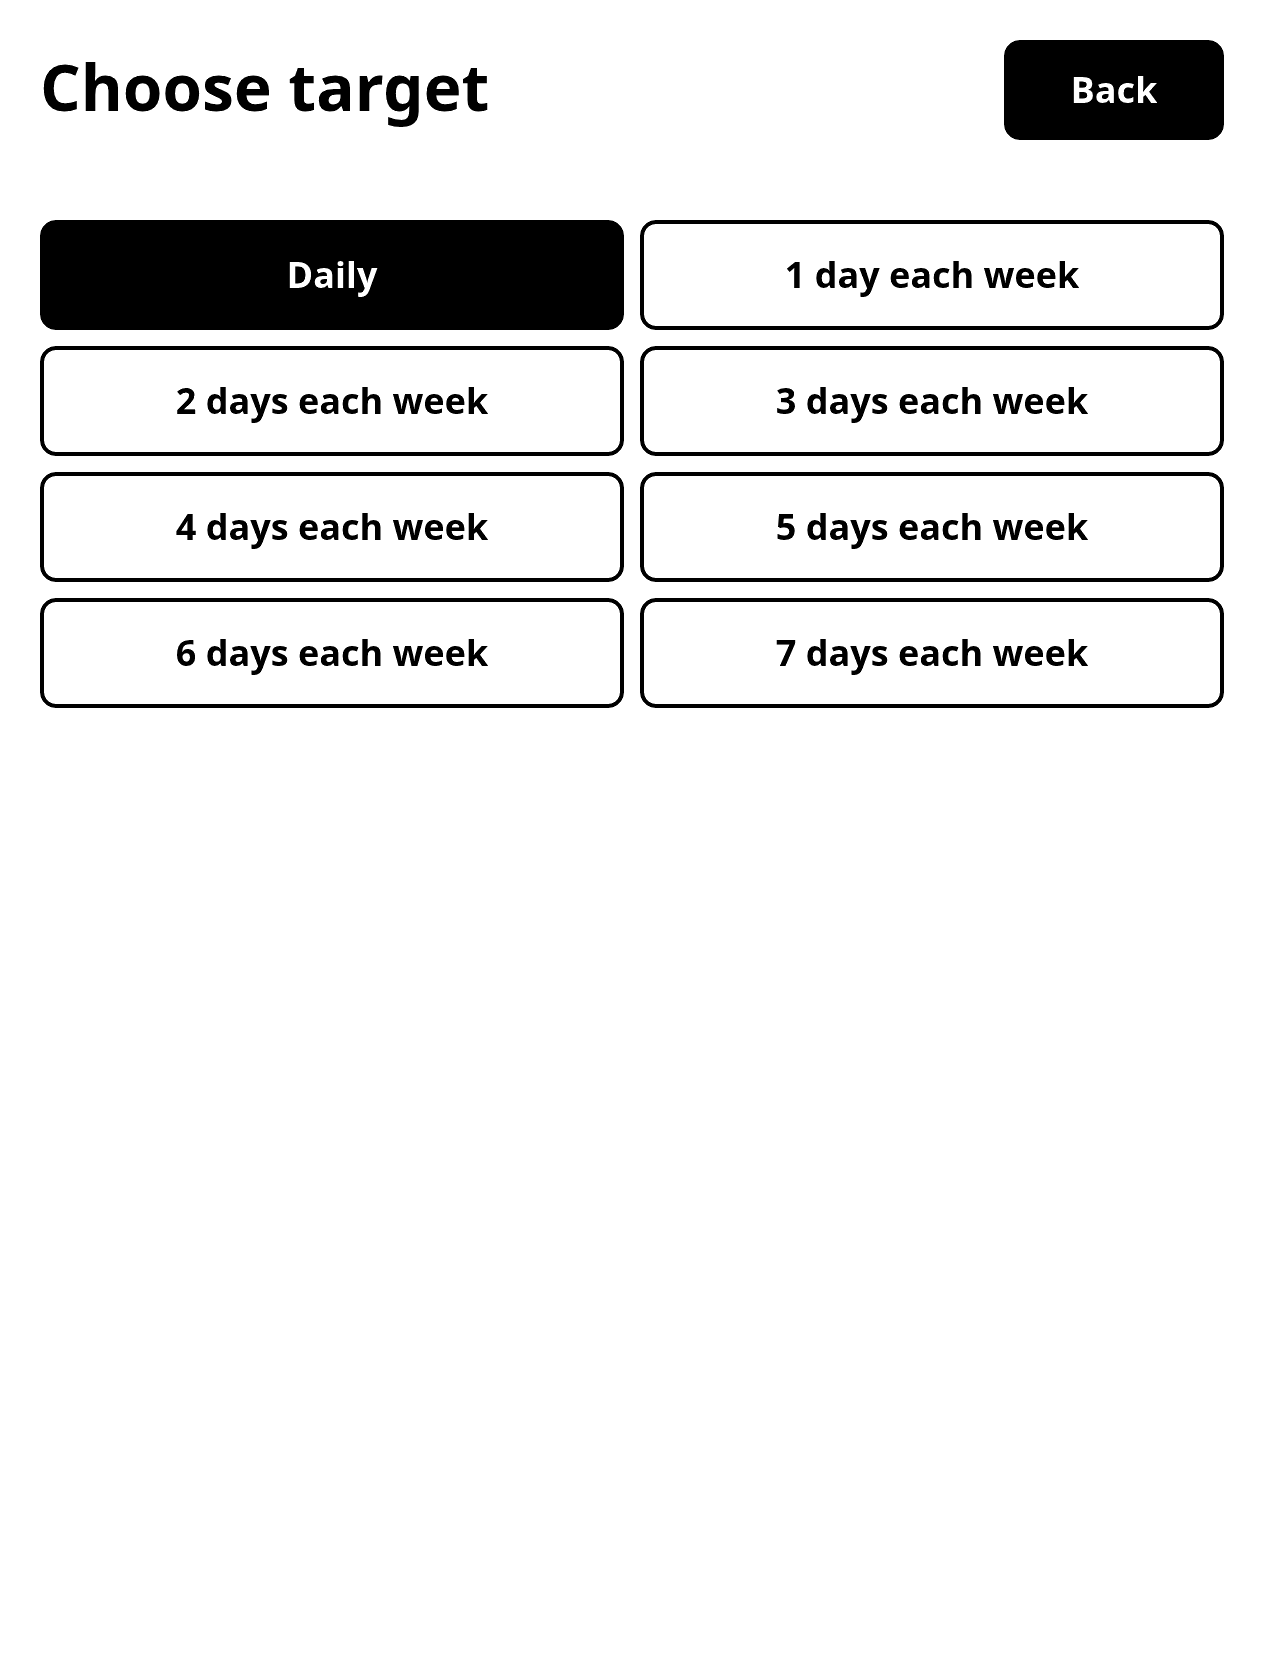 Choose target
Back
Daily
1 day each week
2 days each week
3 days each week
4 days each week
5 days each week
6 days each week
7 days each week